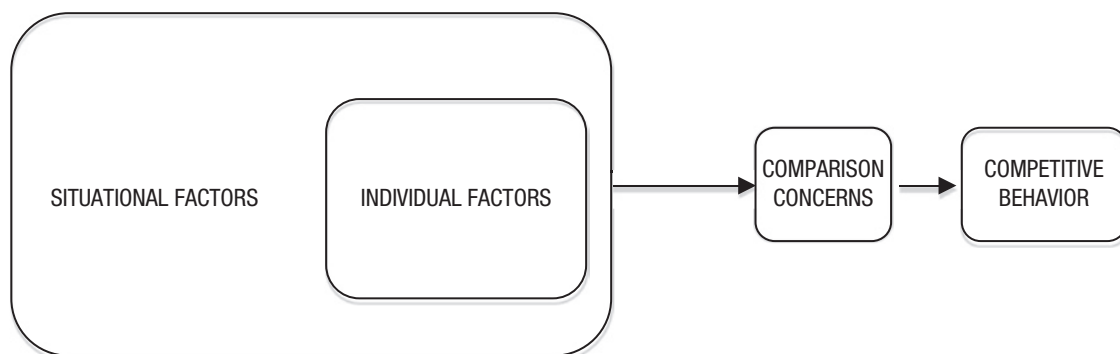 SITUATIONAL FACTORS
INDIVIDUAL FACTORS
COMPARISON
CONCERNS
COMPETITIVE
BEHAVIOR